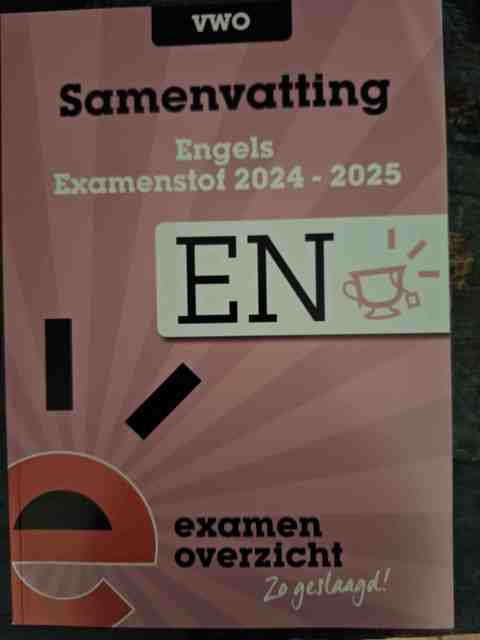 VWO
Samenvatting
Engels
Examenstof 2024 - 2025
EN
examen
overzicht
Zo geslaagd!